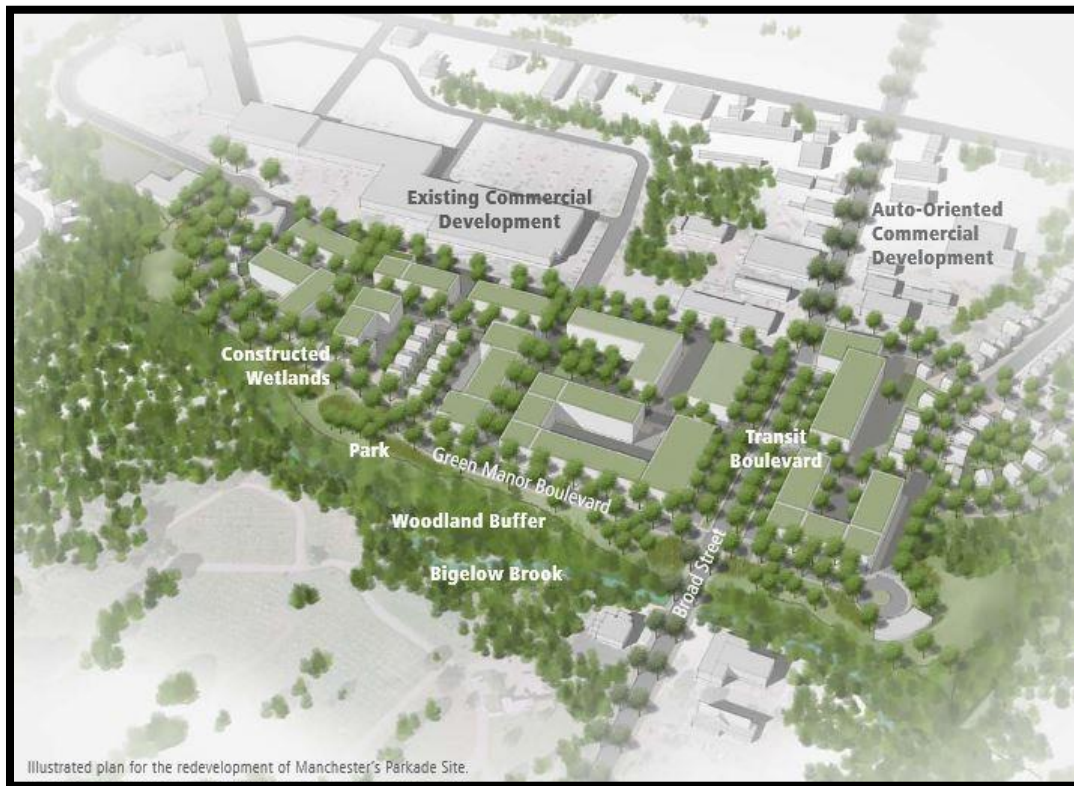 Existing Commercial
Development
Auto-Oriented
Commercial
Development
Constructed
Wetlands
Transit
Boulevard
Park
Green Manor Boulevard
Woodland Buffer
Broad Street
Bigelow Brook
Illustrated plan for the redevelopment of Manchester's Parkade Site.